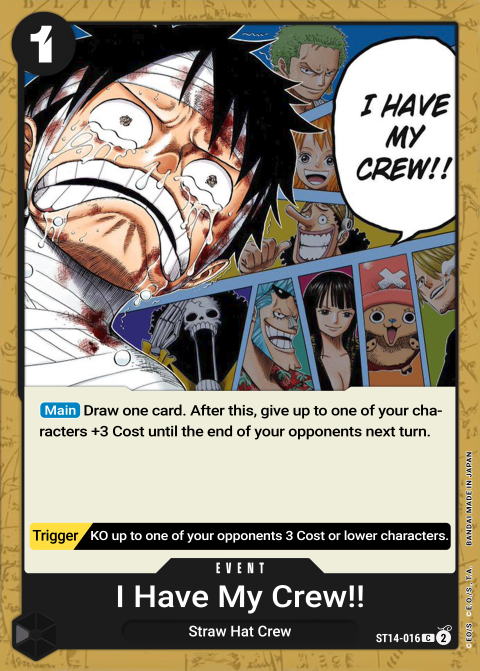 1
I HAVE
MY
CREW!!
Main Draw one card. After this, give up to one of your cha-
racters +3 Cost until the end of your opponents next turn.
Trigger KO up to one of your opponents 3 Cost or lower characters.
EVENT
I Have My Crew!!
Straw Hat Crew
ST14-016 C 2
BANDAI MADE IN JAPAN